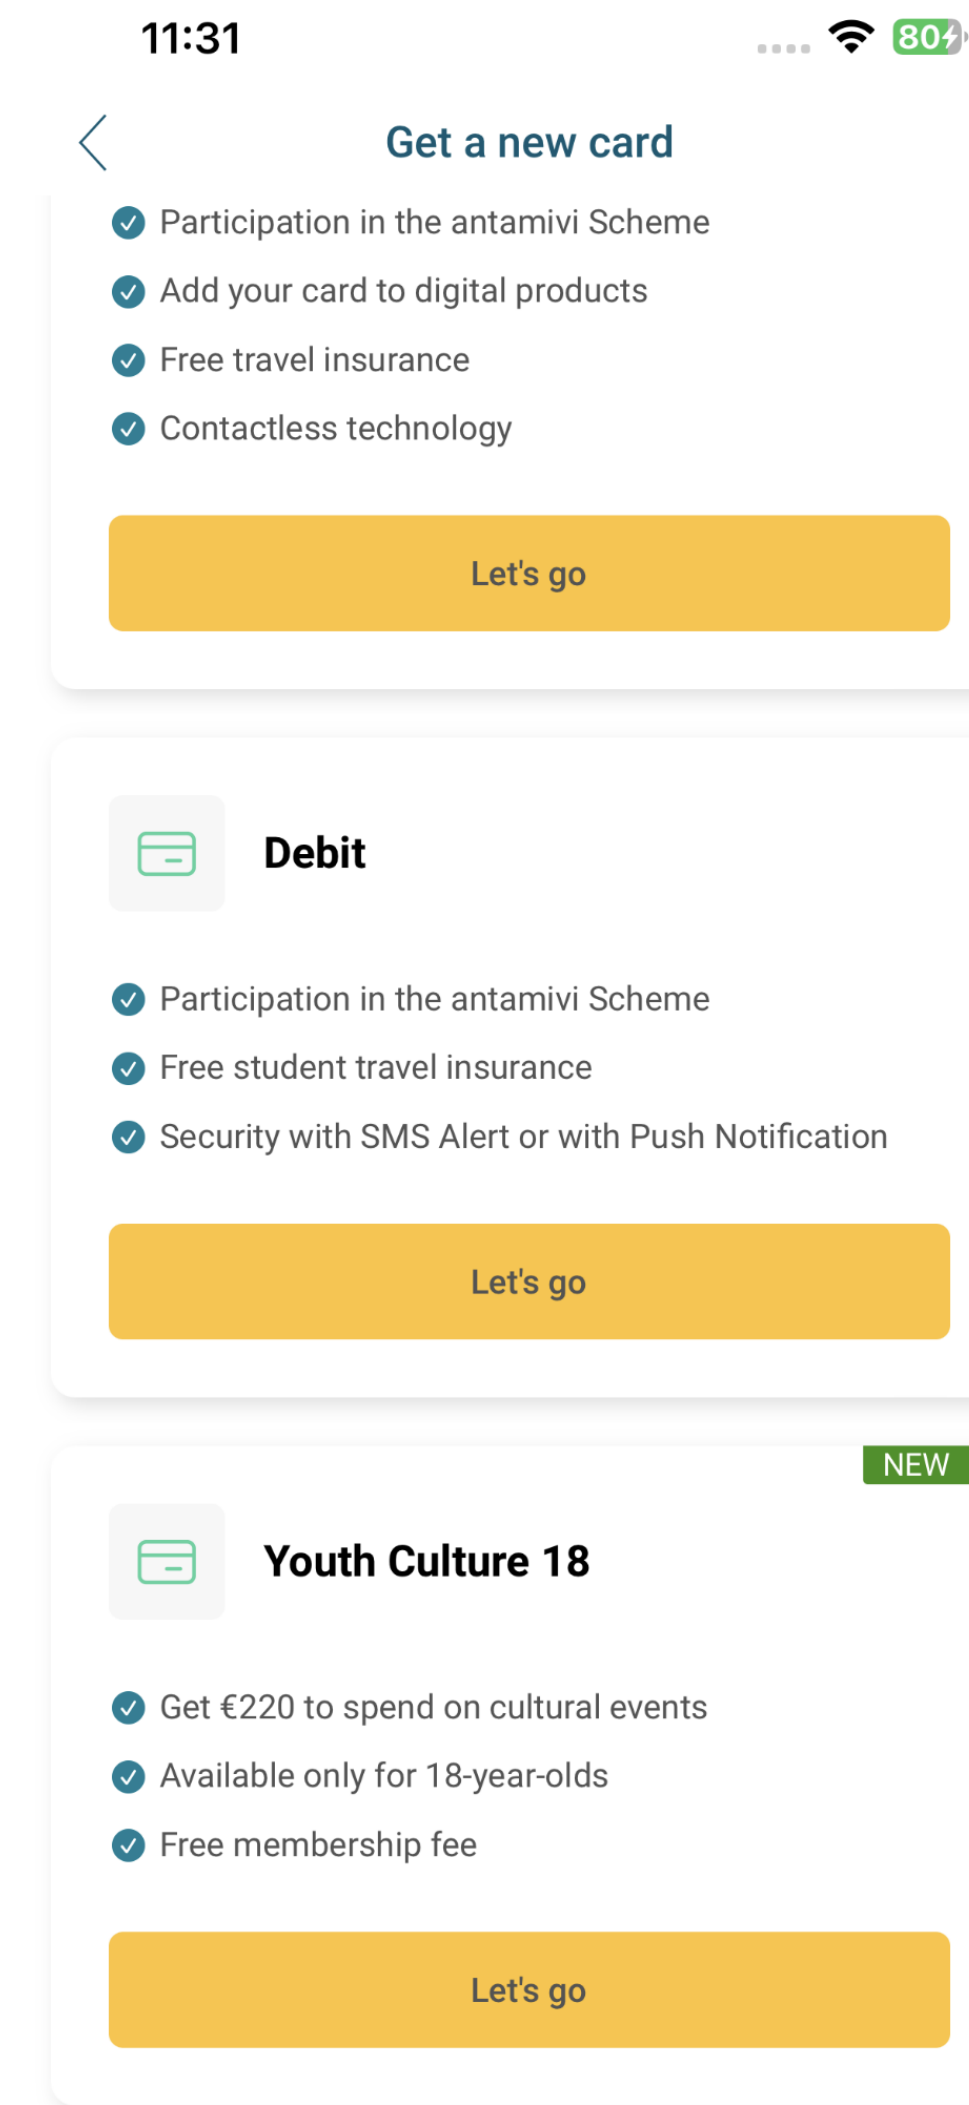 11:31
80
Get a new card
Participation in the antamivi Scheme
Add your card to digital products
Free travel insurance
Contactless technology
Let's go
Debit
Participation in the antamivi Scheme
Free student travel insurance
Security with SMS Alert or with Push Notification
Let's go
NEW
Youth Culture 18
Get €220 to spend on cultural events
Available only for 18-year-olds
Free membership fee
Let's go